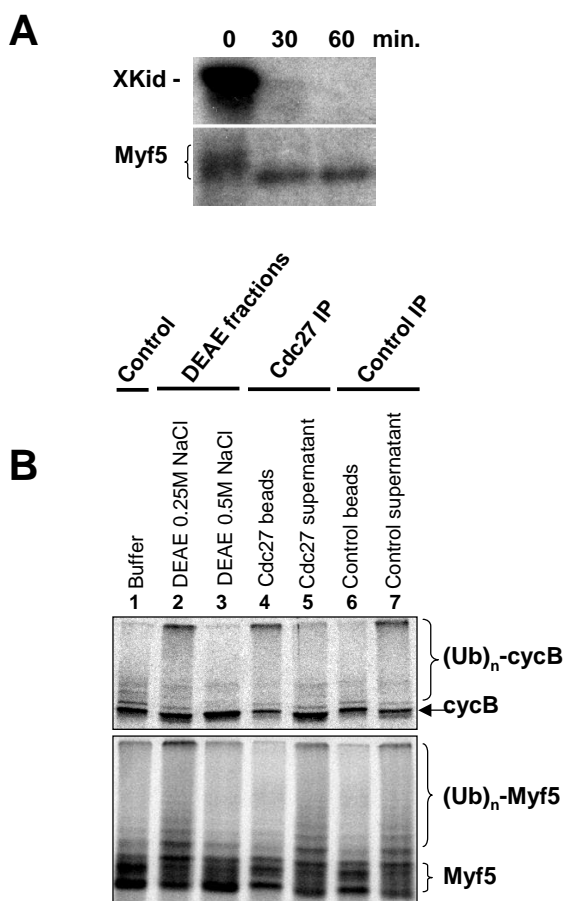 A
0 30 60 min.
XKid -
Myf5
Control
DEAE fractions
Cdc27 IP
Control IP
B
Buffer
DEAE 0.25M NaCl
DEAE 0.5M NaCl
Cdc27 beads
Cdc27 supernatant
Control beads
Control supernatant
1 2 3 4 5 6 7
(Ub)n-cycB
cycB
(Ub)n-Myf5
Myf5